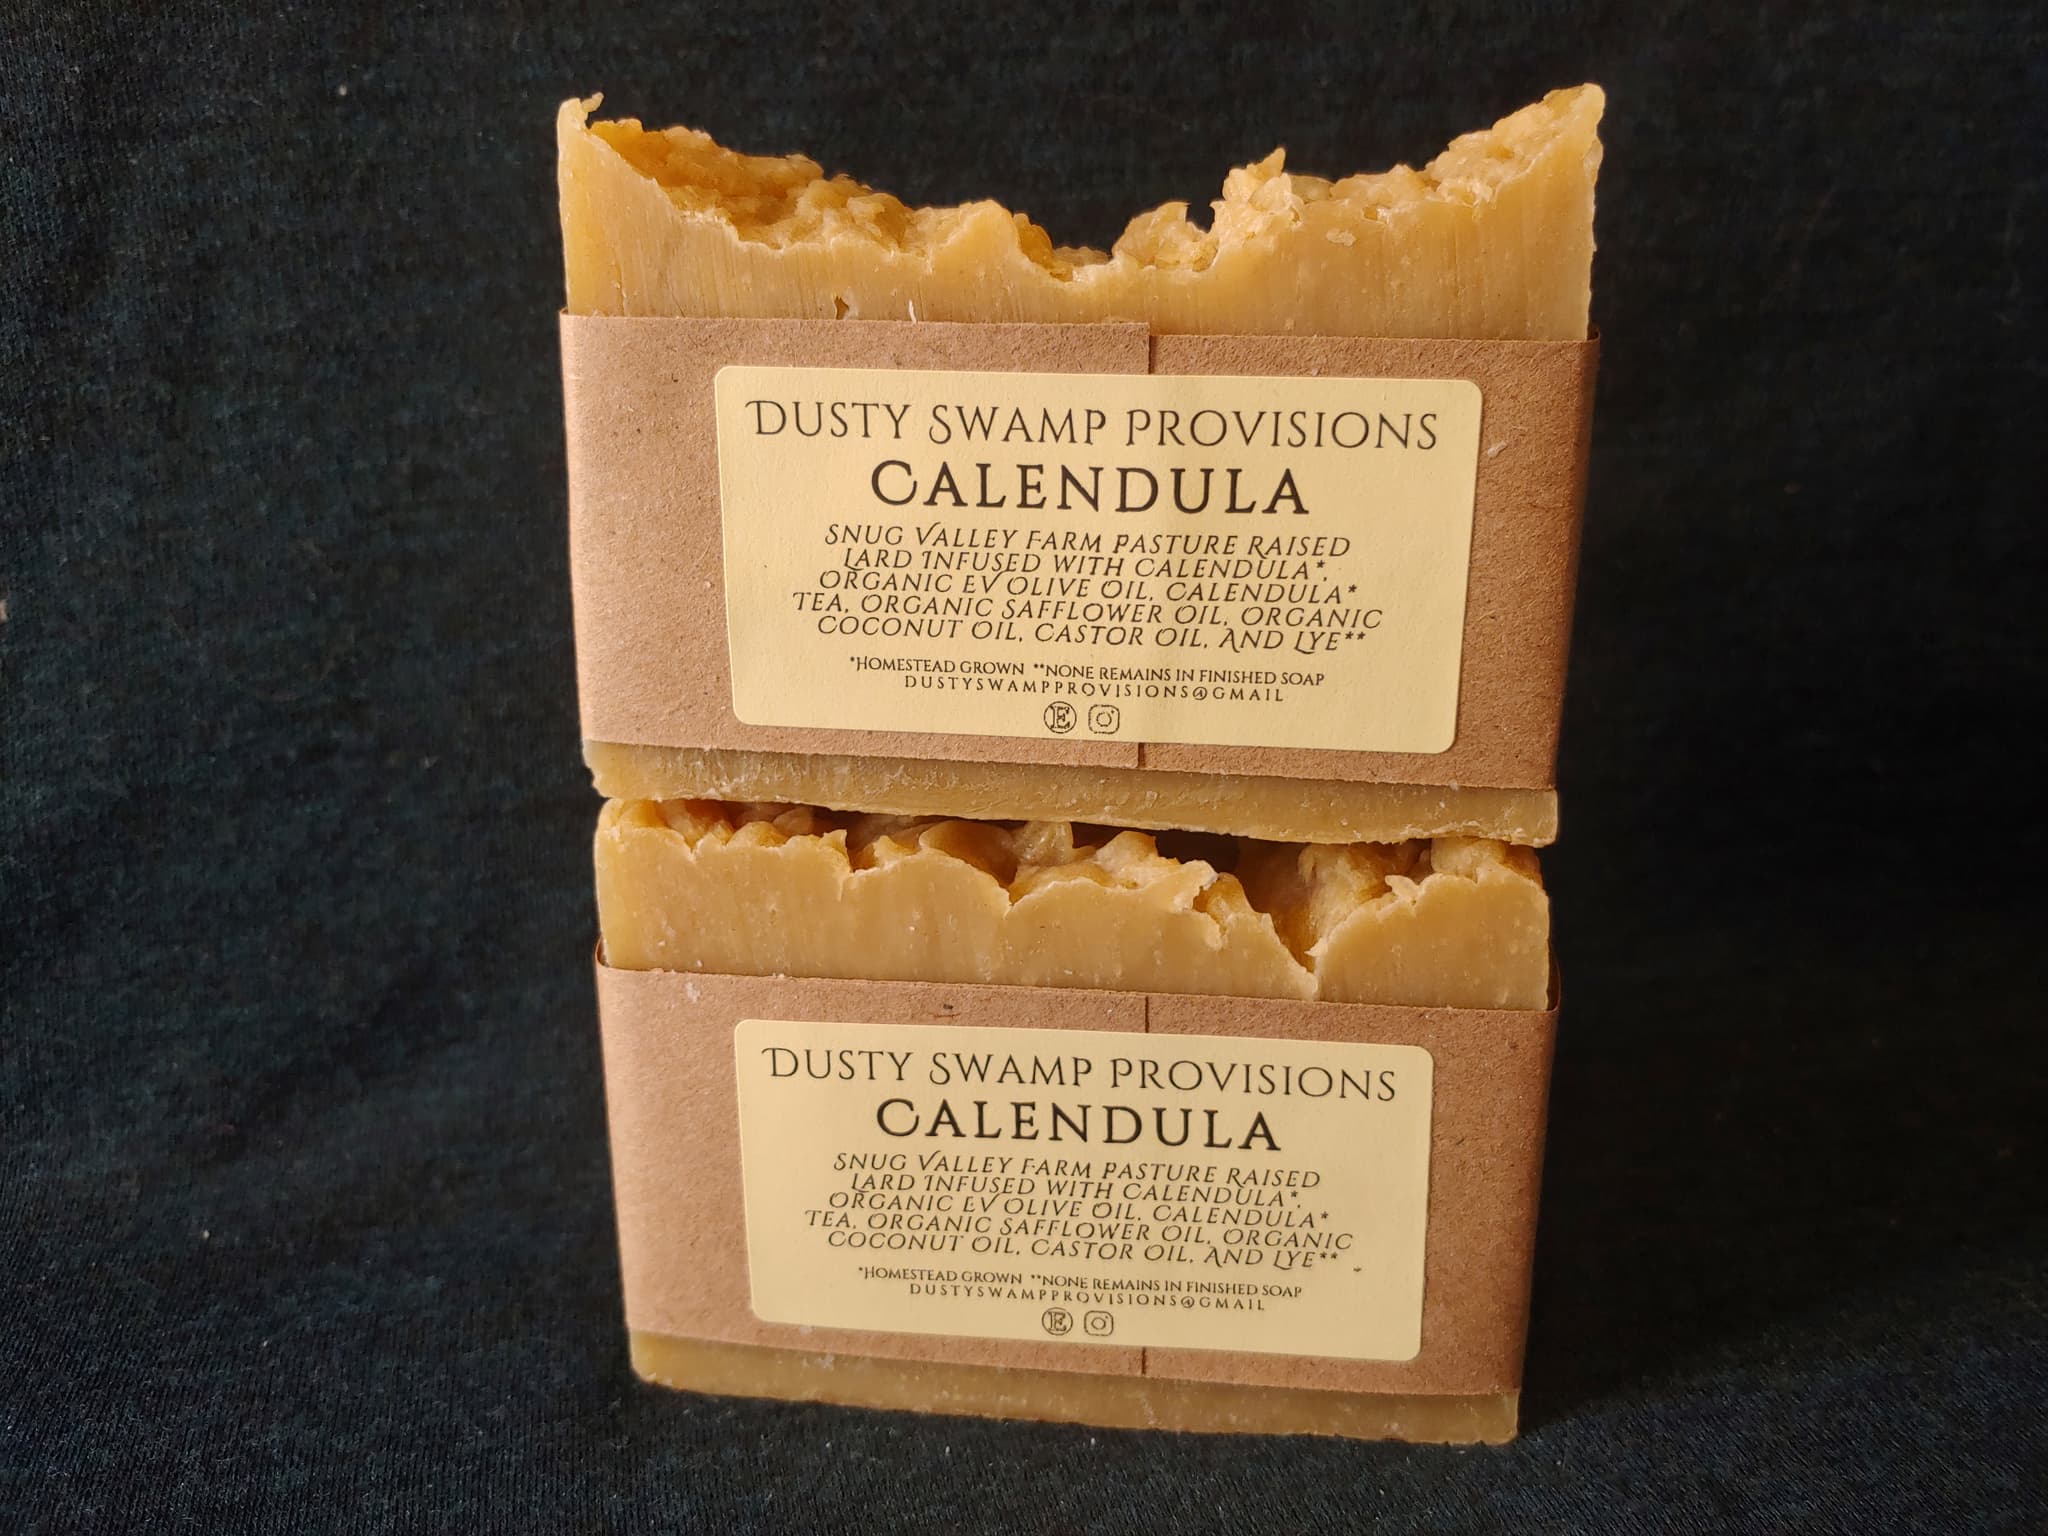 DUSTY SWAMP PROVISIONS
CALENDULA
SNUG VALLEY FARM PASTURE RAISED
LARD INFUSED WITH CALENDULA*,
ORGANIC EV OLIVE OIL, CALENDULA*
TEA, ORGANIC SAFFLOWER OIL, ORGANIC
COCONUT OIL, CASTOR OIL, AND LYE**
*HOMESTEAD GROWN **NONE REMAINS IN FINISHED SOAP
DUSTYSWAMPPROVISIONS@GMAIL
E
DUSTY SWAMP PROVISIONS
CALENDULA
SNUG VALLEY FARM PASTURE RAISED
LARD INFUSED WITH CALENDULA*,
ORGANIC EV OLIVE OIL, CALENDULA*
TEA, ORGANIC SAFFLOWER OIL, ORGANIC
COCONUT OIL, CASTOR OIL, AND LYE**
*HOMESTEAD GROWN **NONE REMAINS IN FINISHED SOAP
DUSTYSWAMPPROVISIONS@GMAIL
E